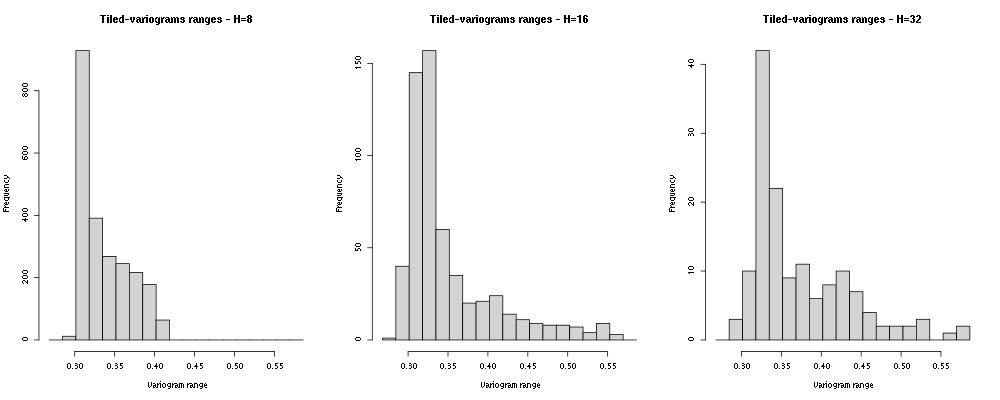 Tiled-variograms ranges - H=8
Tiled-variograms ranges - H=16
Tiled-variograms ranges - H=32
Frequency
0
200
400
600
800
0.30 0.35 0.40 0.45 0.50 0.55
Variogram range
Frequency
0
50
100
150
0.30 0.35 0.40 0.45 0.50 0.55
Variogram range
Frequency
0
10
20
30
40
0.30 0.35 0.40 0.45 0.50 0.55
Variogram range